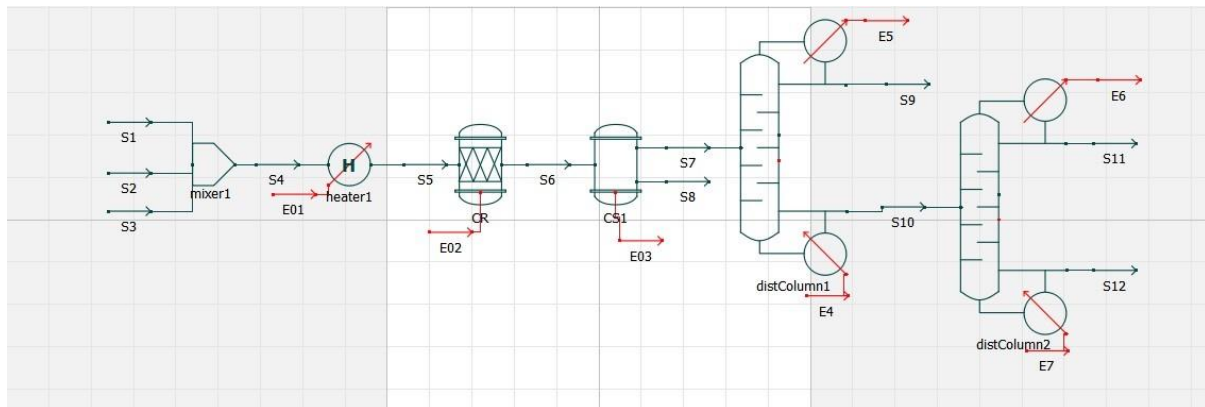 S1
S2
S3
mixer1
S4
E01
H
heater1
S5
CR
E02
S6
CS1
E03
S7
S8
E5
S9
distColumn1
E4
S10
E6
S11
S12
distColumn2
E7